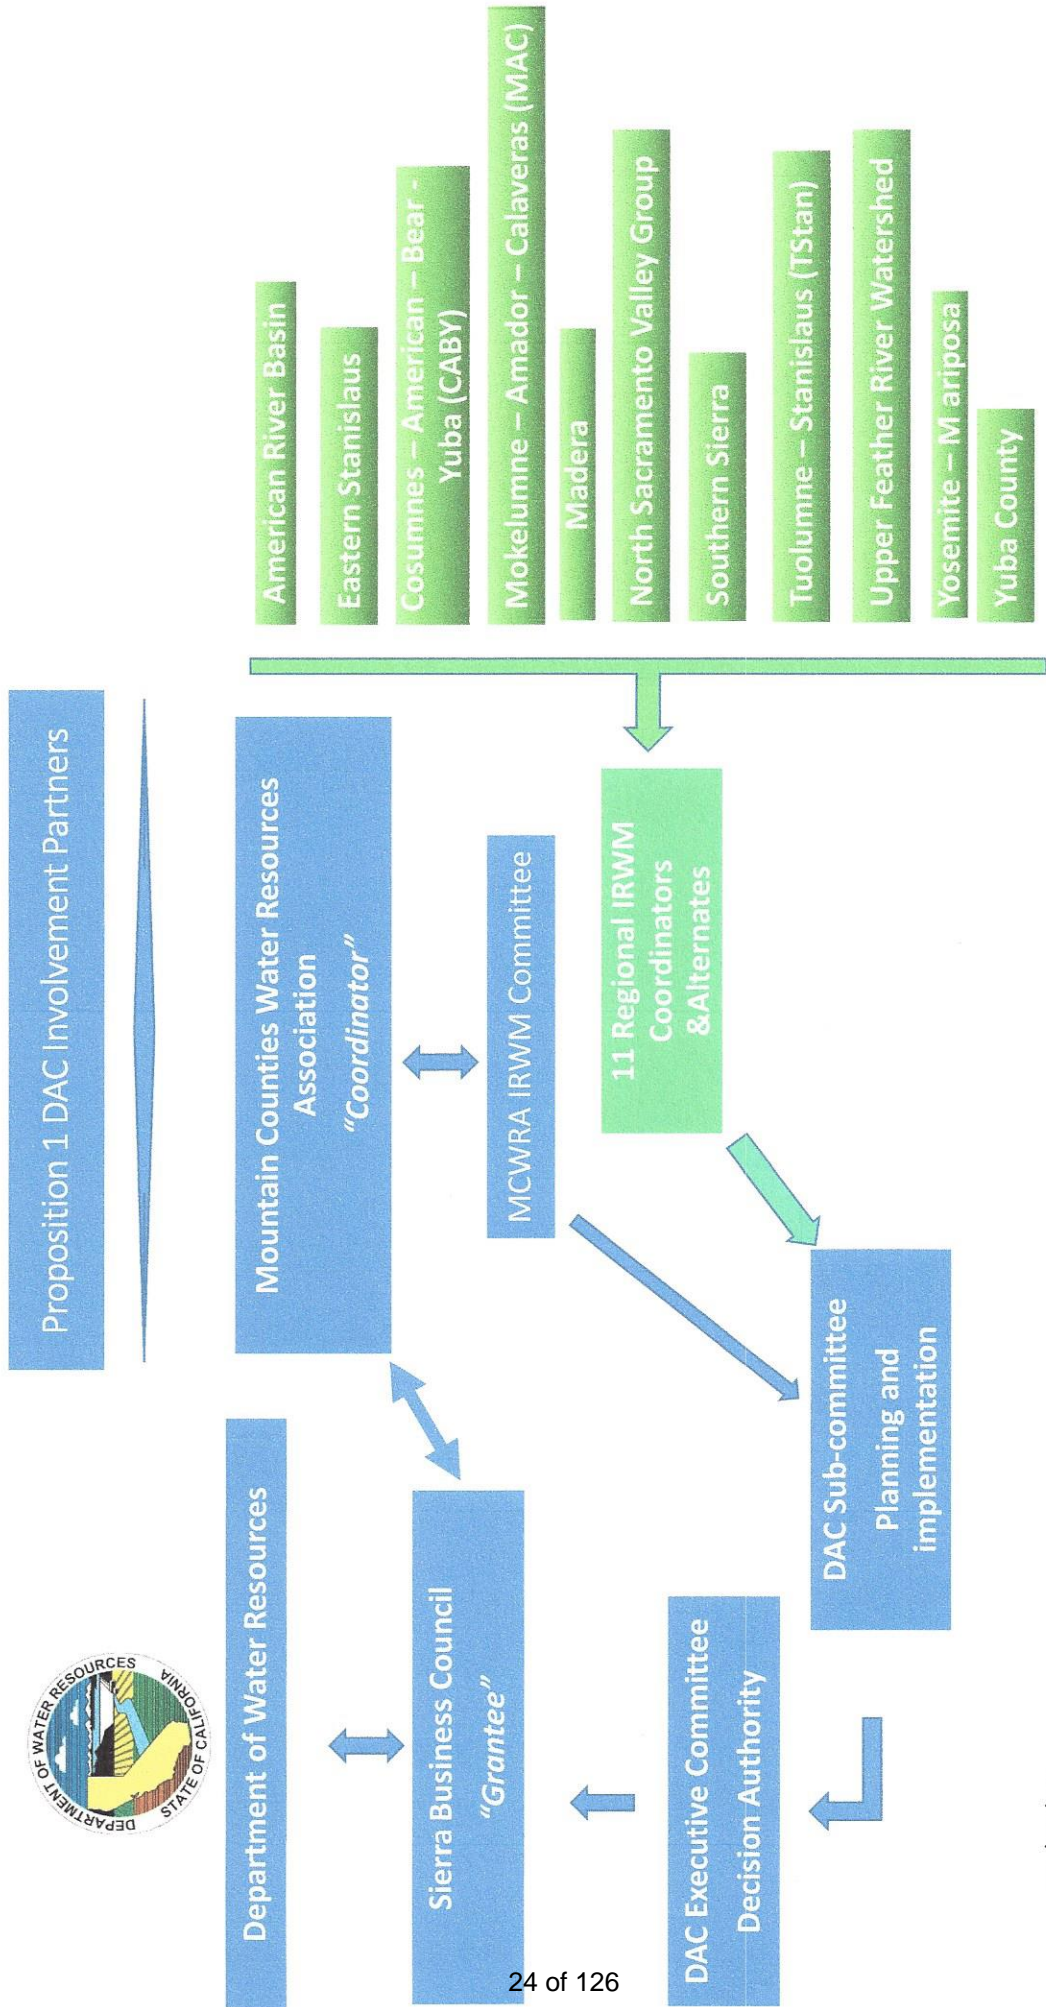 Proposition 1 DAC Involvement Partners
DEPARTMENT OF WATER RESOURCES
STATE OF CALIFORNIA
Department of Water Resources
Sierra Business Council
"Grantee"
DAC Executive Committee
Decision Authority
Mountain Counties Water Resources
Association
"Coordinator"
MCWRA IRWM Committee
11 Regional IRWM
Coordinators
&Alternates
DAC Sub-committee
Planning and
implementation
American River Basin
Eastern Stanislaus
Cosumnes – American – Bear -
Yuba (CABY)
Mokelumne – Amador – Calaveras (MAC)
Madera
North Sacramento Valley Group
Southern Sierra
Tuolumne – Stanislaus (TStan)
Upper Feather River Watershed
Yosemite – M ariposa
Yuba County
24 of 126